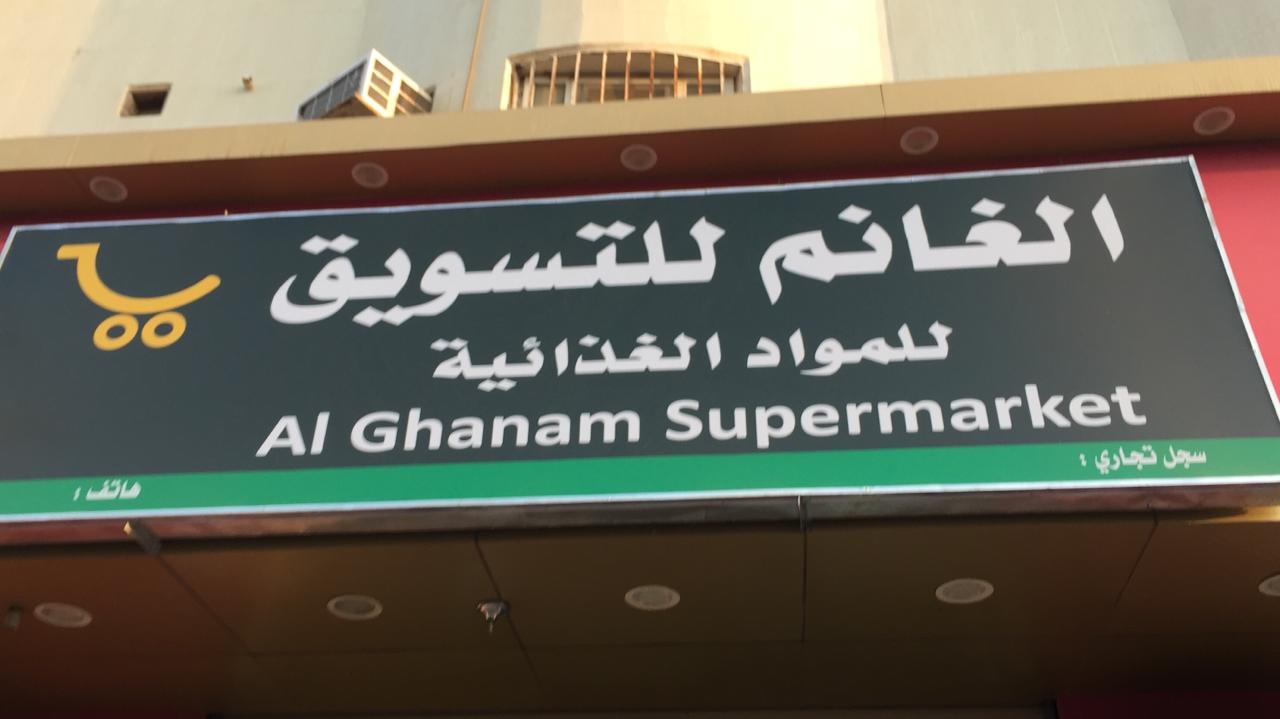 الغانم للتسويق
للمواد الغذائية
Al Ghanam Supermarket
سجل تجاري :
هاتف :